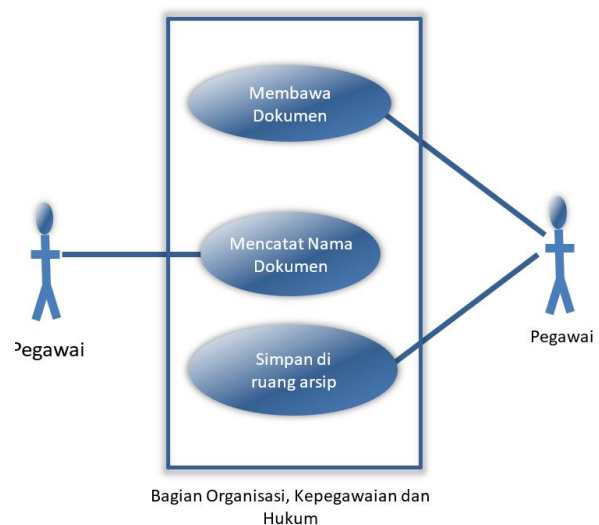 Membawa
Dokumen
Mencatat Nama
Dokumen
Pegawai
Pegawai
Simpan di
ruang arsip
Bagian Organisasi, Kepegawaian dan
Hukum